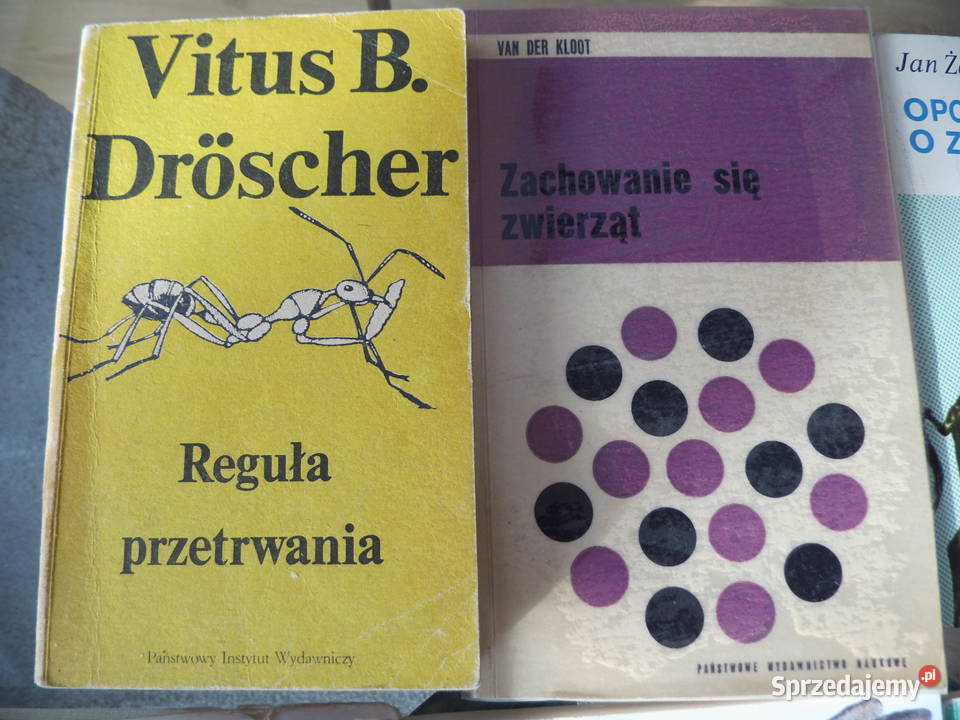 Vitus B.
Dröscher
Reguła
przetrwania
Państwowy Instytut Wydawniczy
VAN DER KLOOT
Zachowanie się
zwierząt
PAŃSTWOWE WYDAWNICTWO NAUKOWE
Jan
O Z
Sprzedajemy.pl